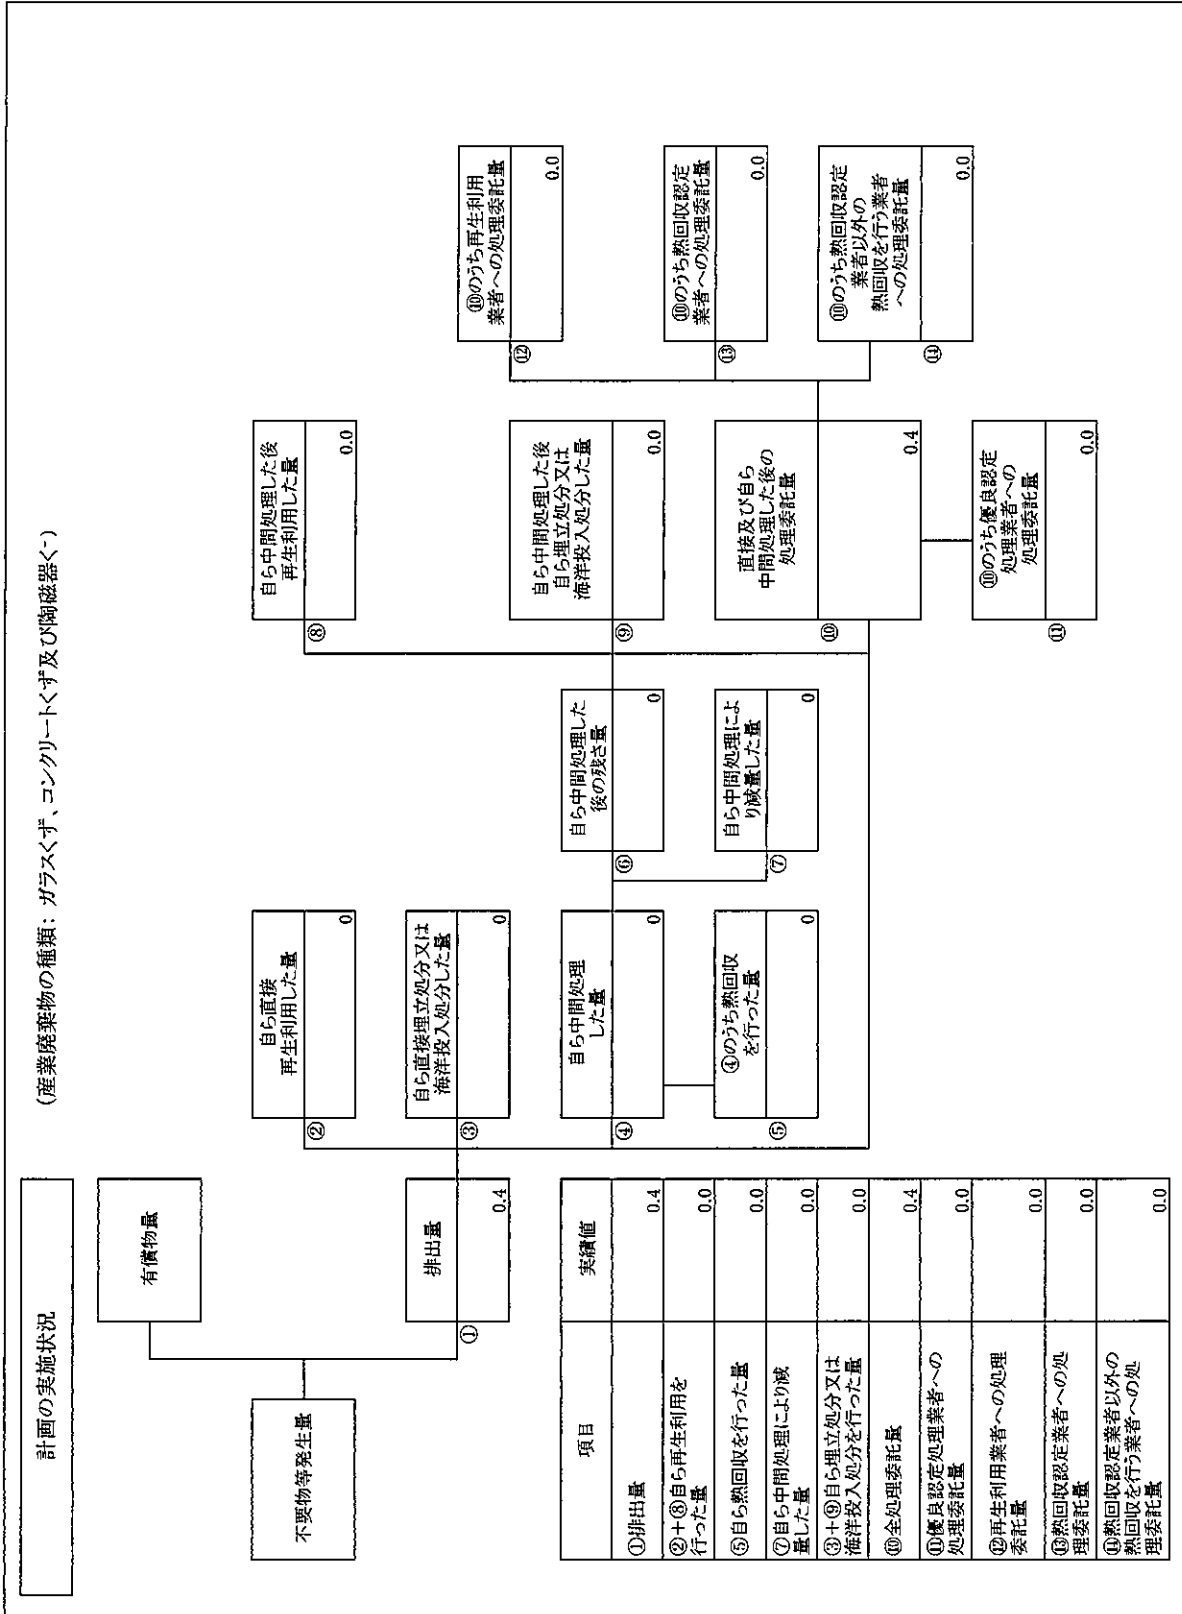 計画の実施状況
(産業廃棄物の種類: ガラスくず、コンクリートくず及び陶磁器く-)
不要物等発生量
有償物量
①
排出量
0.4
②
自ら直接
再生利用した量
0
③
自ら直接埋立処分又は
海洋投入処分した量
0
④
自ら中間処理
した量
0
⑤
④のうち熱回収
を行った量
0
⑥
自ら中間処理した
後の残さ量
0
⑦
自ら中間処理によ
り減量した量
0
⑧
自ら中間処理した後
再生利用した量
0.0
⑨
自ら中間処理した後
自ら埋立処分又は
海洋投入処分した量
0.0
⑩
直接及び自ら
中間処理した後の
処理委託量
0.4
⑪
⑩のうち優良認定
処理業者への
処理委託量
0.0
⑫
⑩のうち再生利用
業者への処理委託量
0.0
⑬
⑩のうち熱回収認定
業者への処理委託量
0.0
⑭
⑩のうち熱回収認定
業者以外の
熱回収を行う業者
への処理委託量
0.0
項目
実績値
①排出量
0.4
②+⑧自ら再生利用を
行った量
0.0
⑤自ら熱回収を行った量
0.0
⑦自ら中間処理により減
量した量
0.0
③+⑨自ら埋立処分又は
海洋投入処分を行った量
0.0
⑩全処理委託量
0.4
⑪優良認定処理業者への
処理委託量
0.0
⑫再生利用業者への処理
委託量
0.0
⑬熱回収認定業者への処
理委託量
0.0
⑭熱回収認定業者以外の
熱回収を行う業者への処
理委託量
0.0